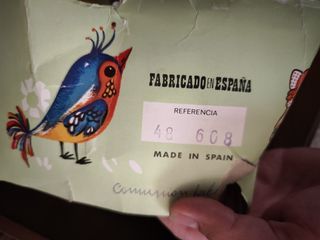 FABRICADO EN ESPAÑA
REFERENCIA
48 608
MADE IN SPAIN